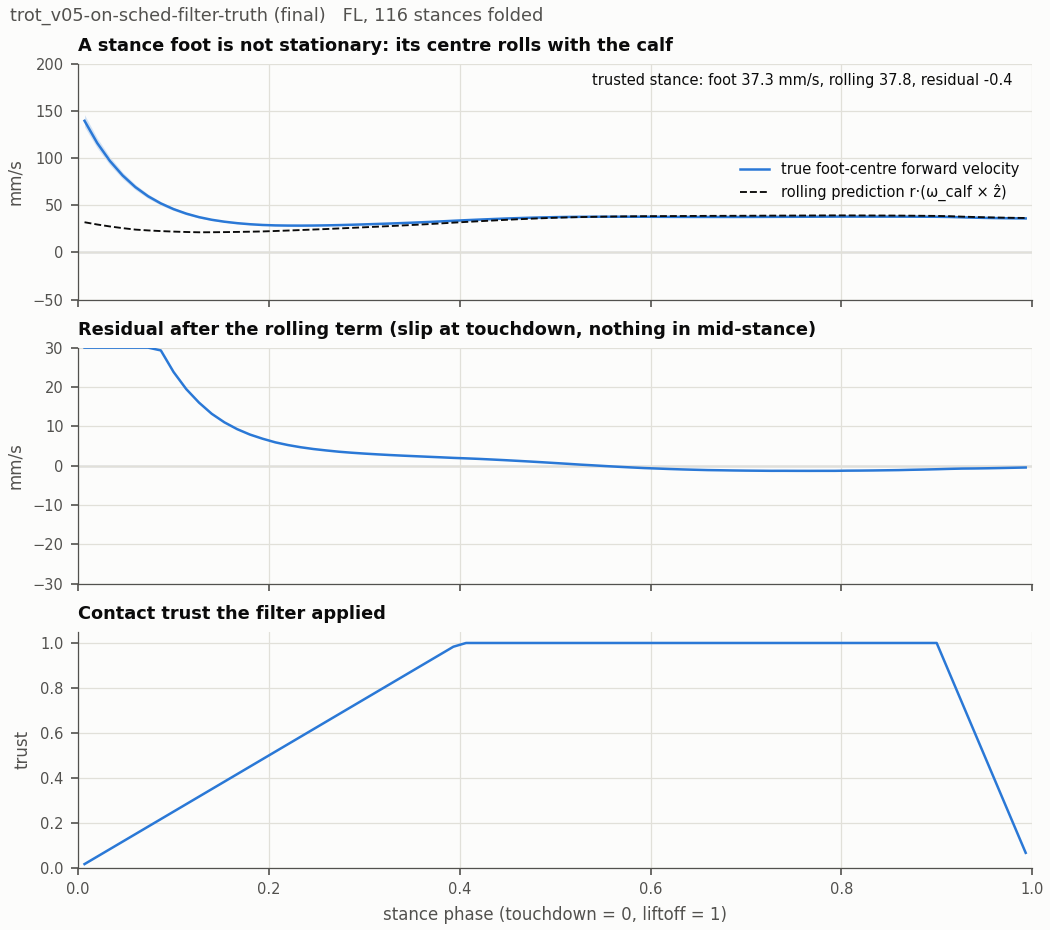 trot_v05-on-sched-filter-truth (final)   FL, 116 stances folded
A stance foot is not stationary: its centre rolls with the calf
200
150
100
50
0
−50
mm/s
trusted stance: foot 37.3 mm/s, rolling 37.8, residual -0.4
true foot-centre forward velocity
rolling prediction r·(ω_calf × ẑ)
Residual after the rolling term (slip at touchdown, nothing in mid-stance)
30
20
10
0
−10
−20
−30
mm/s
Contact trust the filter applied
1.0
0.8
0.6
0.4
0.2
0.0
trust
0.0 0.2 0.4 0.6 0.8 1.0
stance phase (touchdown = 0, liftoff = 1)